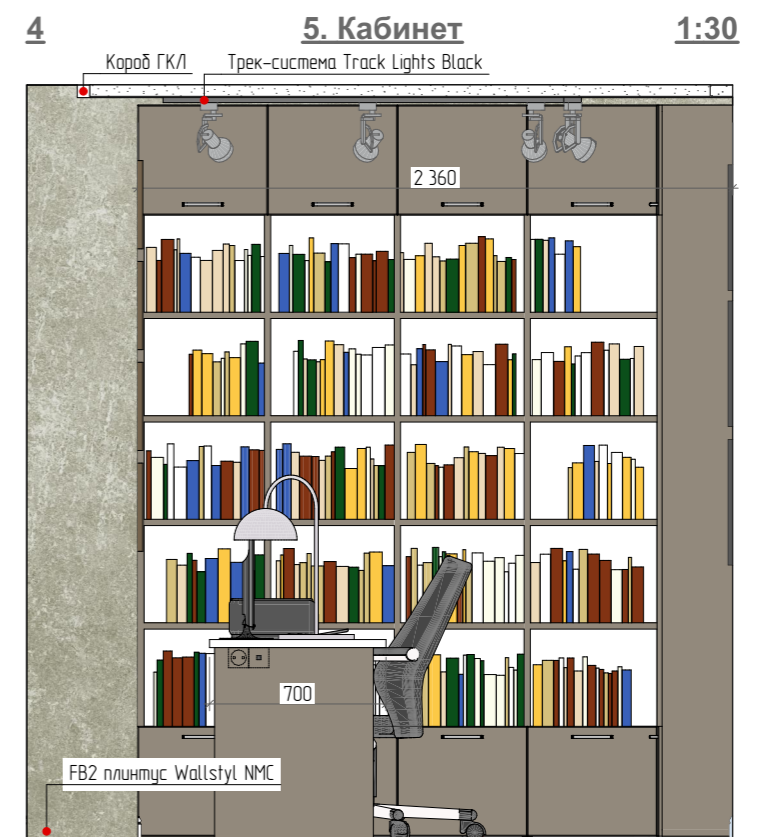 4 5. Кабинет 1:30
Короб ГКЛ Трек-система Track Lights Black
2 360
700
FB2 плинтус Wallstyl NMC